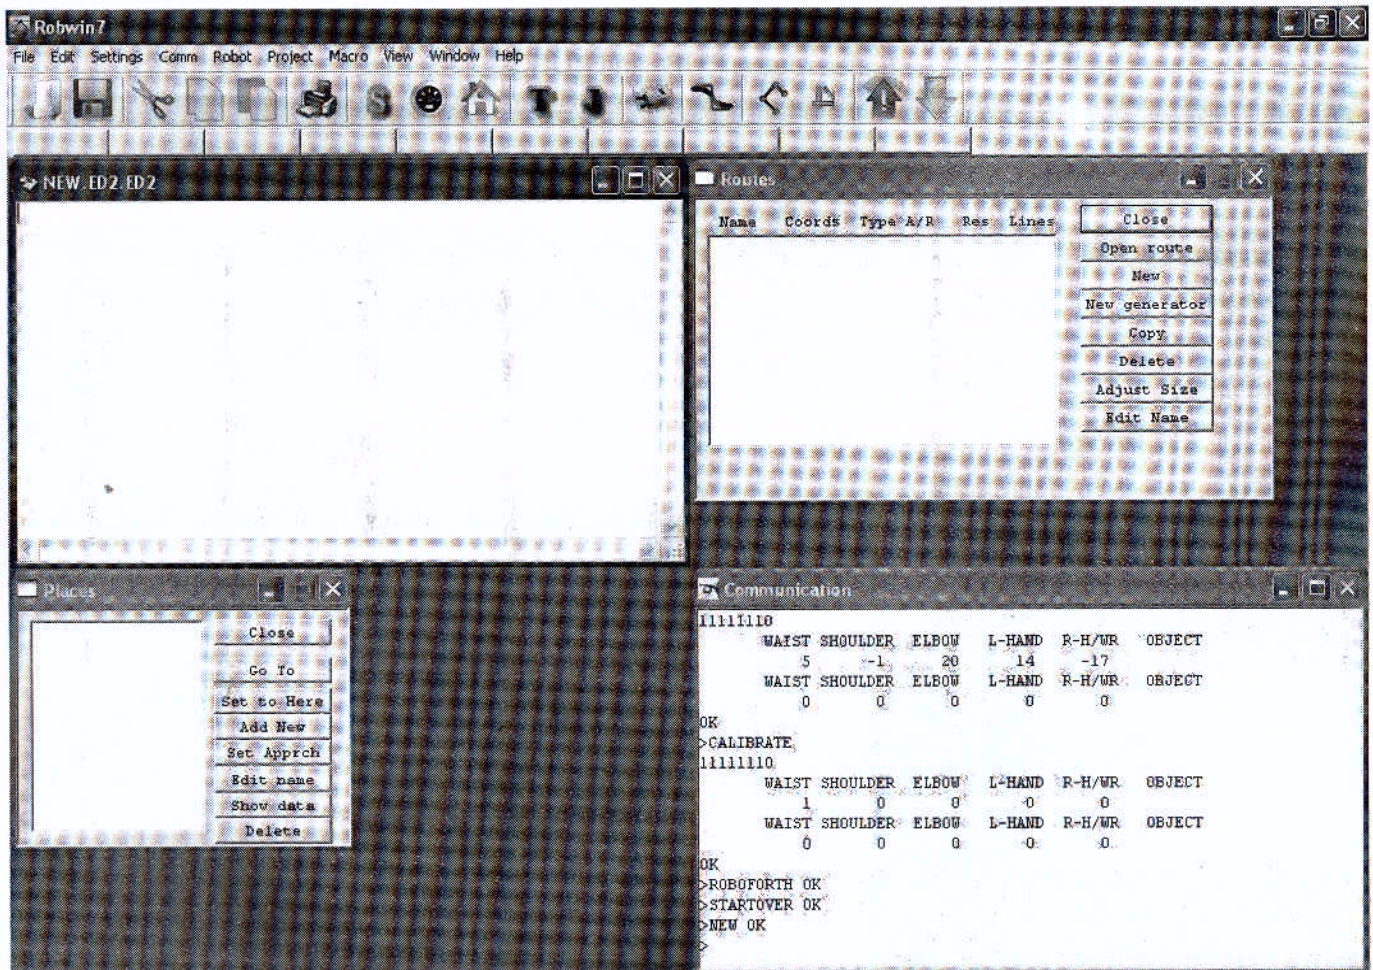 Robwin7
File Edit Settings Comm Robot Project Macro View Window Help
S T J
NEW.ED2.ED2
Routes
Name Coords Type A/R Res Lines
Close
Open route
New
New generator
Copy
Delete
Adjust Size
Edit Name
Places
Close
Go To
Set to Here
Add New
Set Apprch
Edit name
Show data
Delete
Communication
11111110
WAIST SHOULDER ELBOW L-HAND R-H/WR OBJECT
5 -1 20 14 -17
WAIST SHOULDER ELBOW L-HAND R-H/WR OBJECT
0 0 0 0 0
OK
>CALIBRATE
11111110
WAIST SHOULDER ELBOW L-HAND R-H/WR OBJECT
1 0 0 0 0
WAIST SHOULDER ELBOW L-HAND R-H/WR OBJECT
0 0 0 0 0
OK
>ROBOFORTH OK
>STARTOVER OK
>NEW OK
>